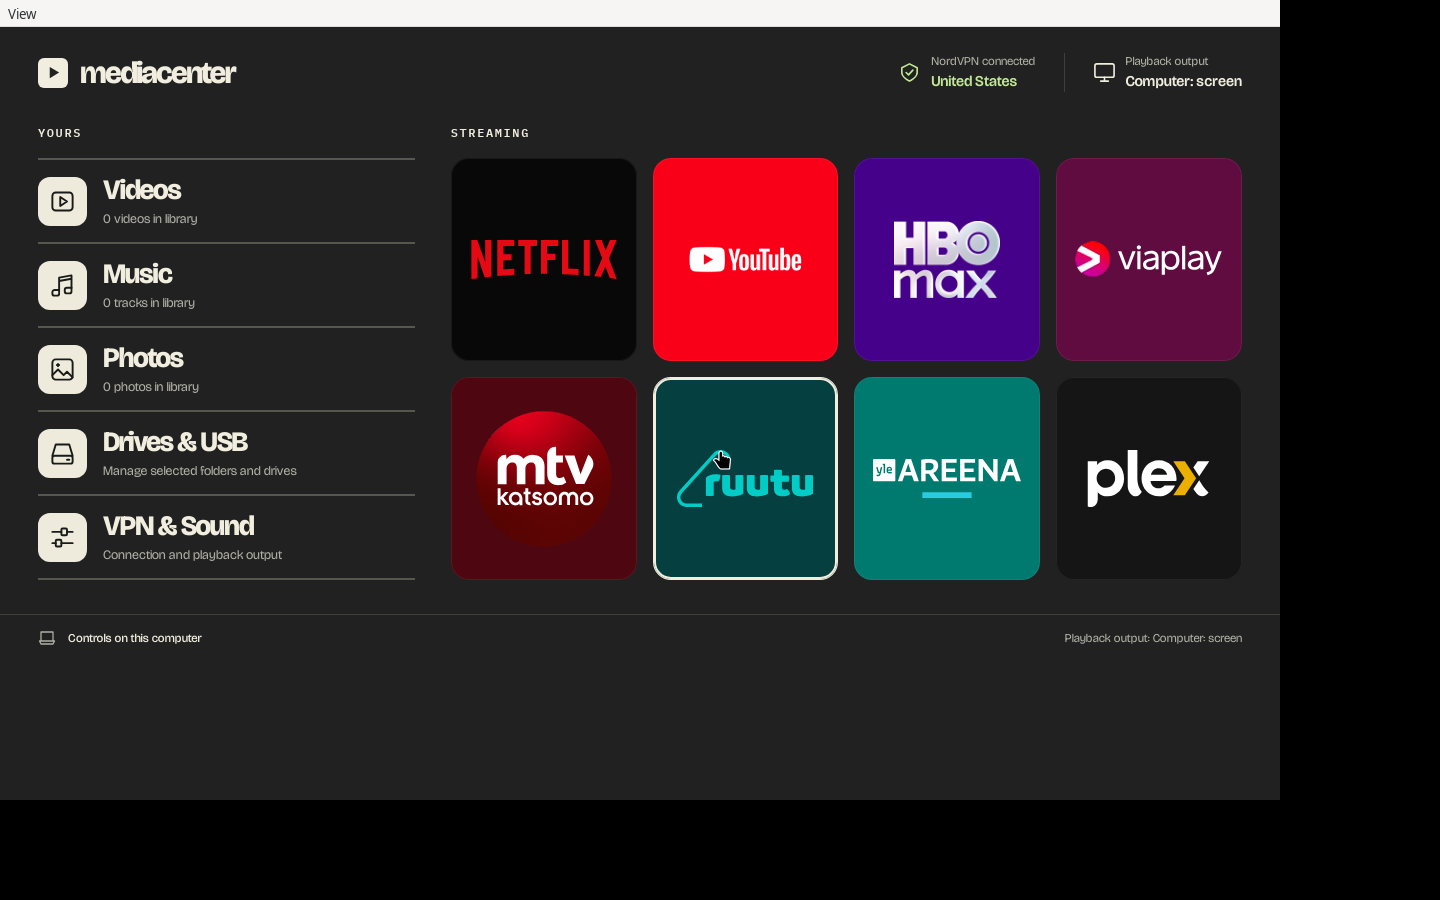 View
mediacenter
NordVPN connected
United States
Playback output
Computer: screen
YOURS
Videos
0 videos in library
Music
0 tracks in library
Photos
0 photos in library
Drives & USB
Manage selected folders and drives
VPN & Sound
Connection and playback output
STREAMING
NETFLIX
YouTube
HBO
max
viaplay
mtv
katsomo
ruutu
yle AREENA
plex
Controls on this computer
Playback output: Computer: screen